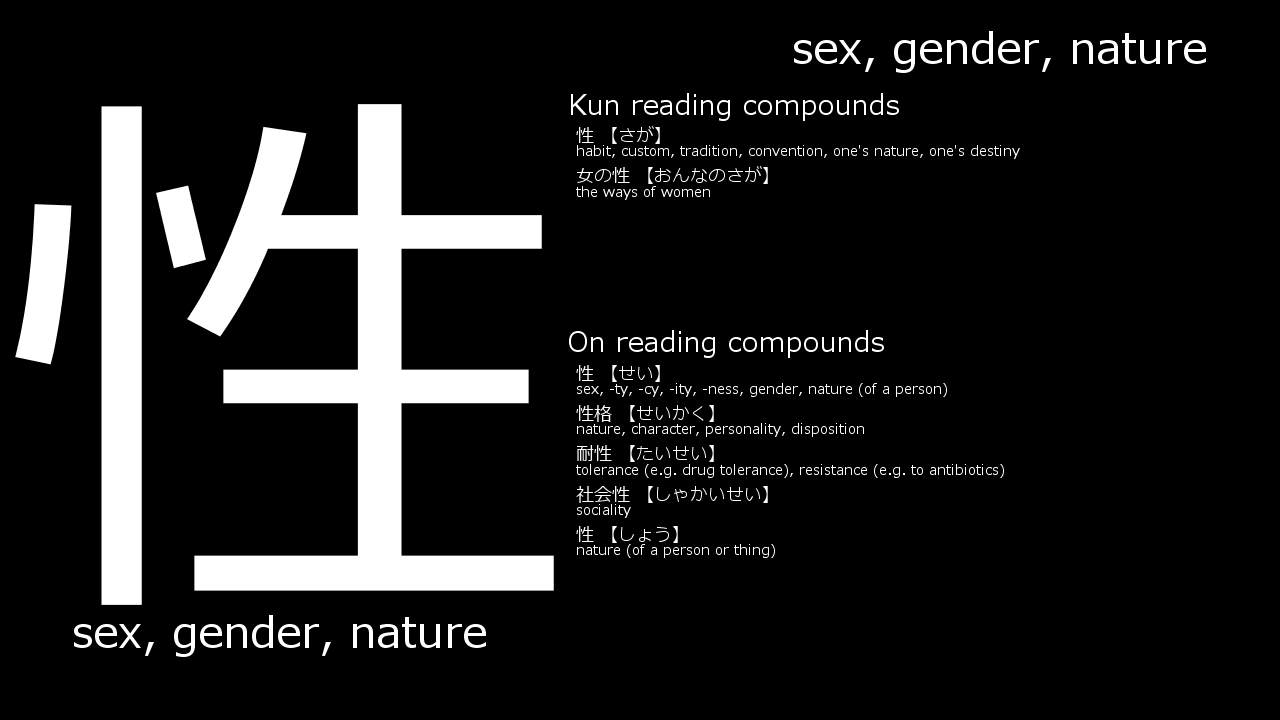 sex, gender, nature
性
sex, gender, nature
Kun reading compounds
性 【さが】
habit, custom, tradition, convention, one's nature, one's destiny
女の性 【おんなのさが】
the ways of women
On reading compounds
性 【せい】
sex, -ty, -cy, -ity, -ness, gender, nature (of a person)
性格 【せいかく】
nature, character, personality, disposition
耐性 【たいせい】
tolerance (e.g. drug tolerance), resistance (e.g. to antibiotics)
社会性 【しゃかいせい】
sociality
性 【しょう】
nature (of a person or thing)